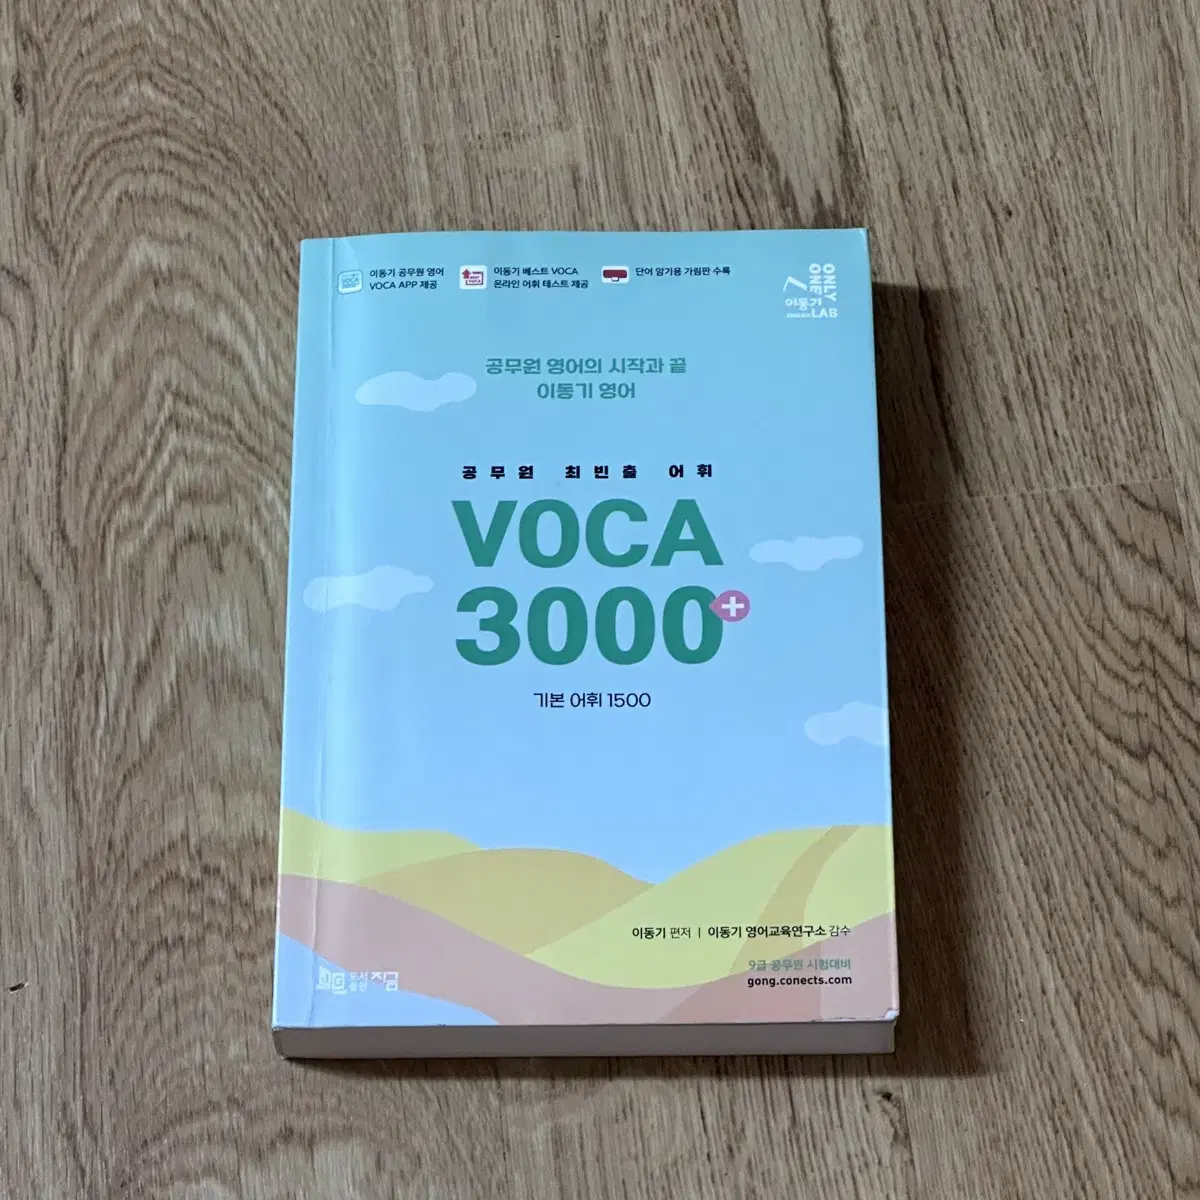 이동기 공무원 영어
VOCA APP 제공
이동기 베스트 VOCA
온라인 어휘 테스트 제공
단어 암기용 가림판 수록
VOCA
3000+
BEST
VOCA
ONLY
ONE
이동기
ENGLISH LAB
공무원 영어의 시작과 끝
이동기 영어
공무원 최빈출 어휘
VOCA
3000+
기본 어휘 1500
이동기 편저 | 이동기 영어교육연구소 감수
9급 공무원 시험대비
gong.conects.com
도서
출판
지금